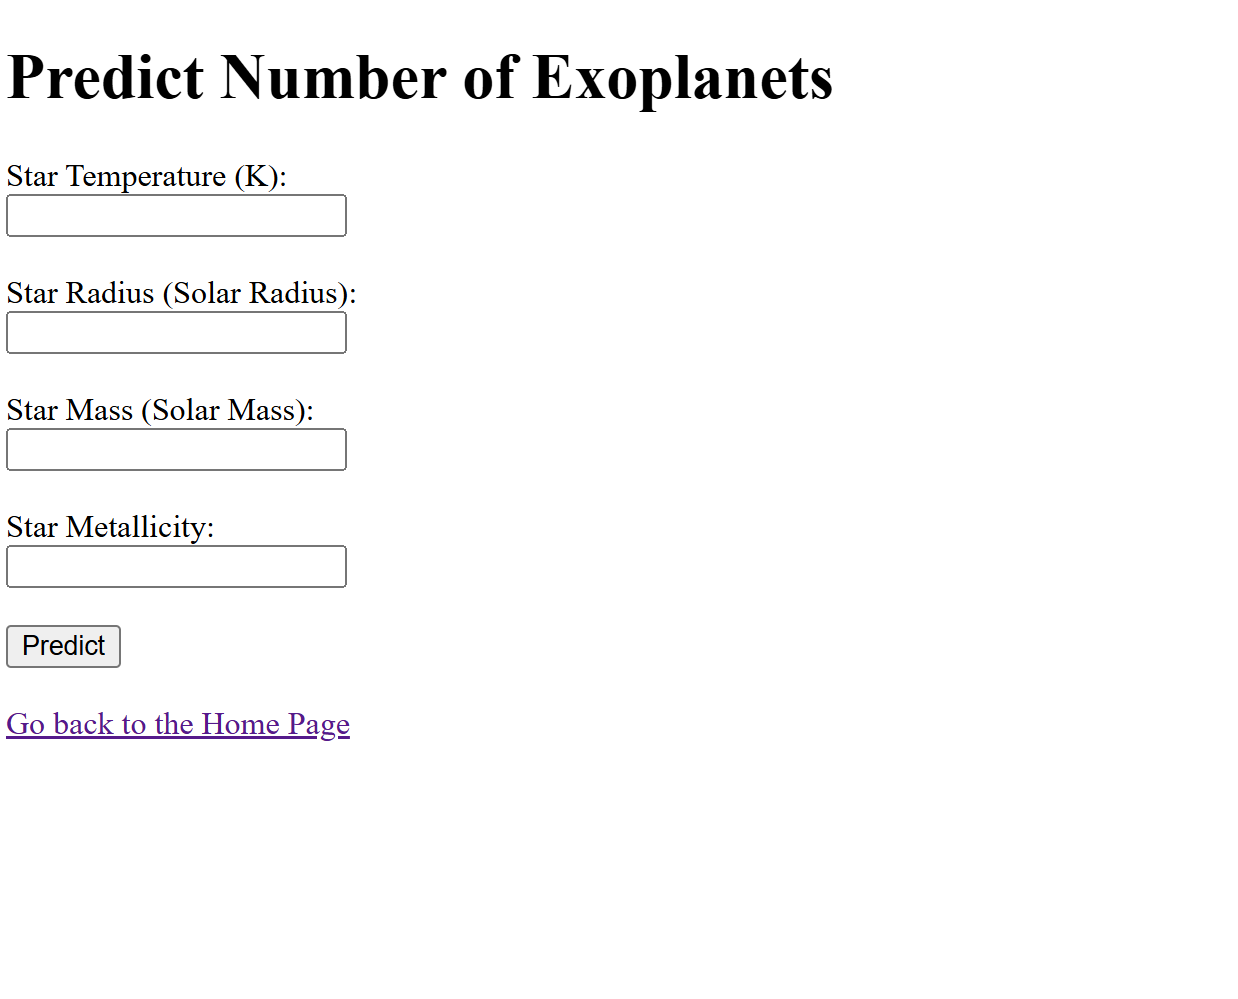 Predict Number of Exoplanets
Star Temperature (K):
Star Radius (Solar Radius):
Star Mass (Solar Mass):
Star Metallicity:
Predict
Go back to the Home Page